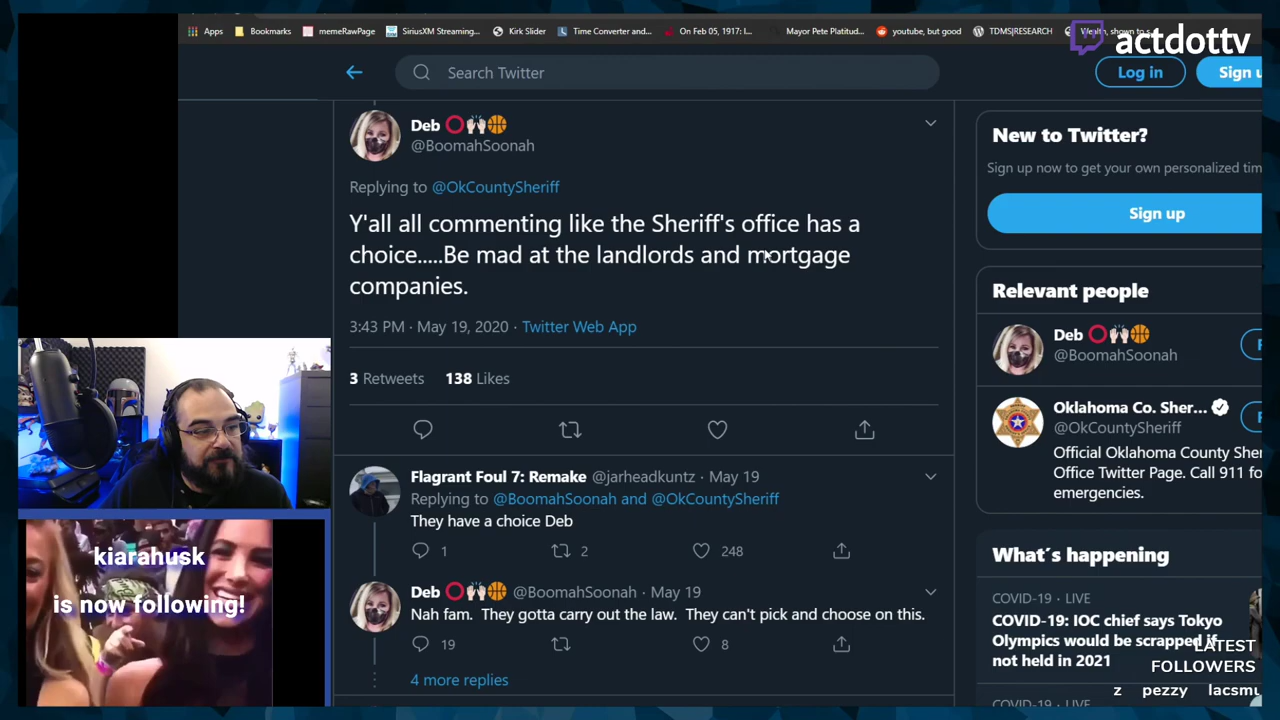 Apps
Bookmarks
memeRawPage
SiriusXM Streaming...
Kirk Slider
Time Converter and...
On Feb 05, 1917: I...
Mayor Pete Platitud...
youtube, but good
TDMS|RESEARCH
Wealth, shown to s
actdottv
Search Twitter
Log in
Sign u
Deb
@BoomahSoonah
Replying to @OkCountySheriff
Y'all all commenting like the Sheriff's office has a
choice.....Be mad at the landlords and mortgage
companies.
3:43 PM · May 19, 2020 · Twitter Web App
3 Retweets 138 Likes
Flagrant Foul 7: Remake @jarheadkuntz · May 19
Replying to @BoomahSoonah and @OkCountySheriff
They have a choice Deb
1 2 248
Deb @BoomahSoonah · May 19
Nah fam. They gotta carry out the law. They can't pick and choose on this.
19 8
4 more replies
New to Twitter?
Sign up now to get your own personalized tim
Sign up
Relevant people
Deb
@BoomahSoonah
Oklahoma Co. Sher...
@OkCountySheriff
Official Oklahoma County She
Office Twitter Page. Call 911 fo
emergencies.
What's happening
COVID-19 · LIVE
COVID-19: IOC chief says Tokyo
Olympics would be scrapped if
not held in 2021
COVID-19 · LIVE
kiarahusk
is now following!
LATEST
FOLLOWERS
z pezzy lacsmu